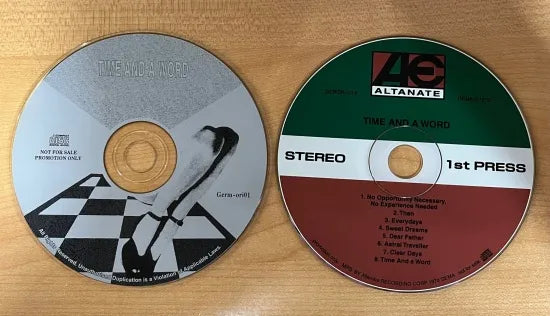 TIME AND A WORD
NOT FOR SALE
PROMOTION ONLY
Germ-ori01
All Rights Reserved. Unauthorized Duplication is a Violation of Applicable Laws.
AE
ALTANATE
TIME AND A WORD
STEREO
1st PRESS
1. No Opportunity Necessary,
No Experience Needed
2. Then
3. Everydays
4. Sweet Dreams
5. Dear Father
6. Astral Traveller
7. Clear Days
8. Time And a Word